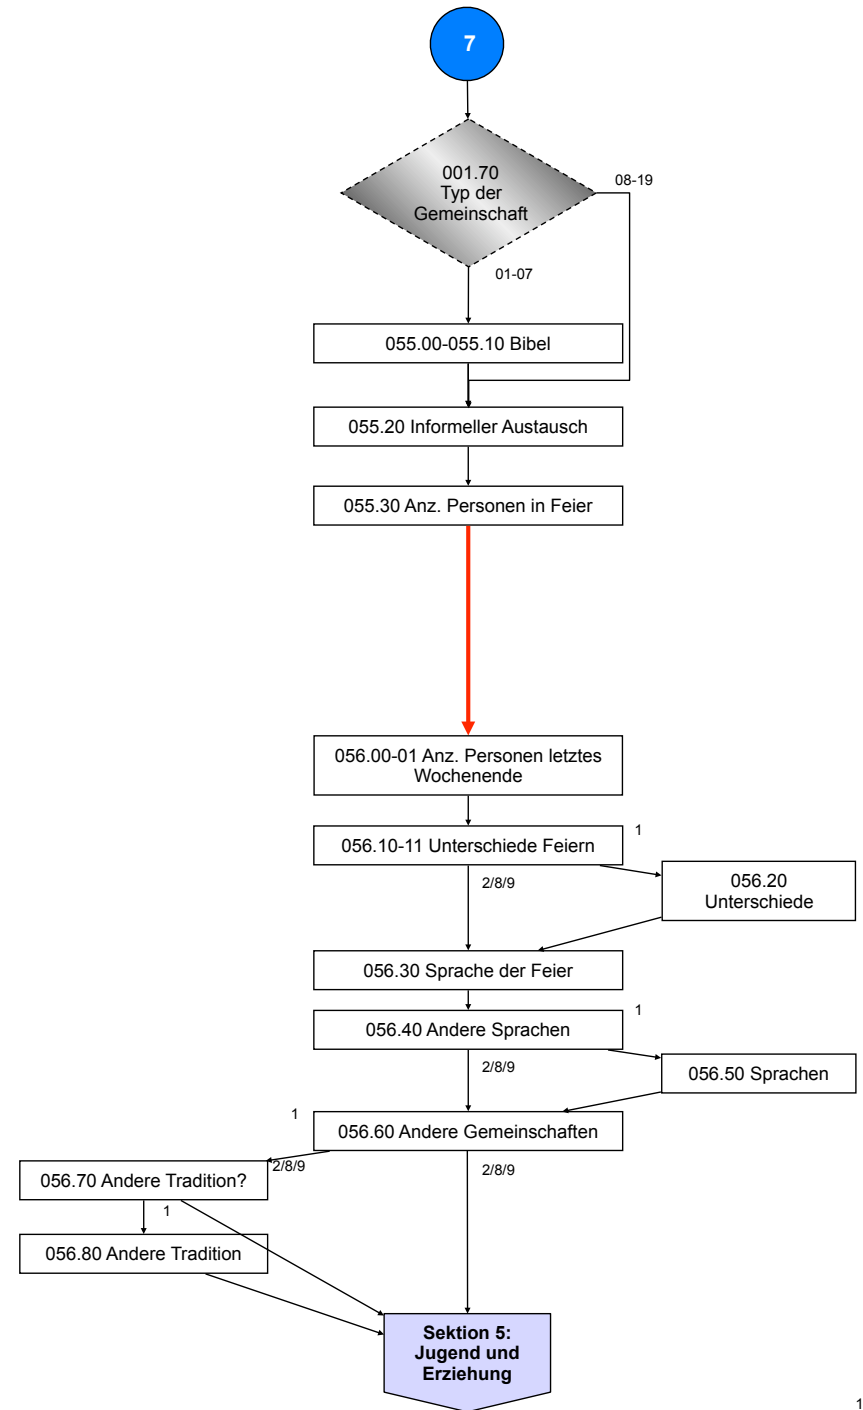 7
001.70
Typ der
Gemeinschaft
08-19
01-07
055.00-055.10 Bibel
055.20 Informeller Austausch
055.30 Anz. Personen in Feier
056.00-01 Anz. Personen letztes
Wochenende
056.10-11 Unterschiede Feiern
1
2/8/9
056.20
Unterschiede
056.30 Sprache der Feier
056.40 Andere Sprachen
1
2/8/9
056.50 Sprachen
1
056.60 Andere Gemeinschaften
2/8/9
2/8/9
056.70 Andere Tradition?
1
056.80 Andere Tradition
Sektion 5:
Jugend und
Erziehung
1